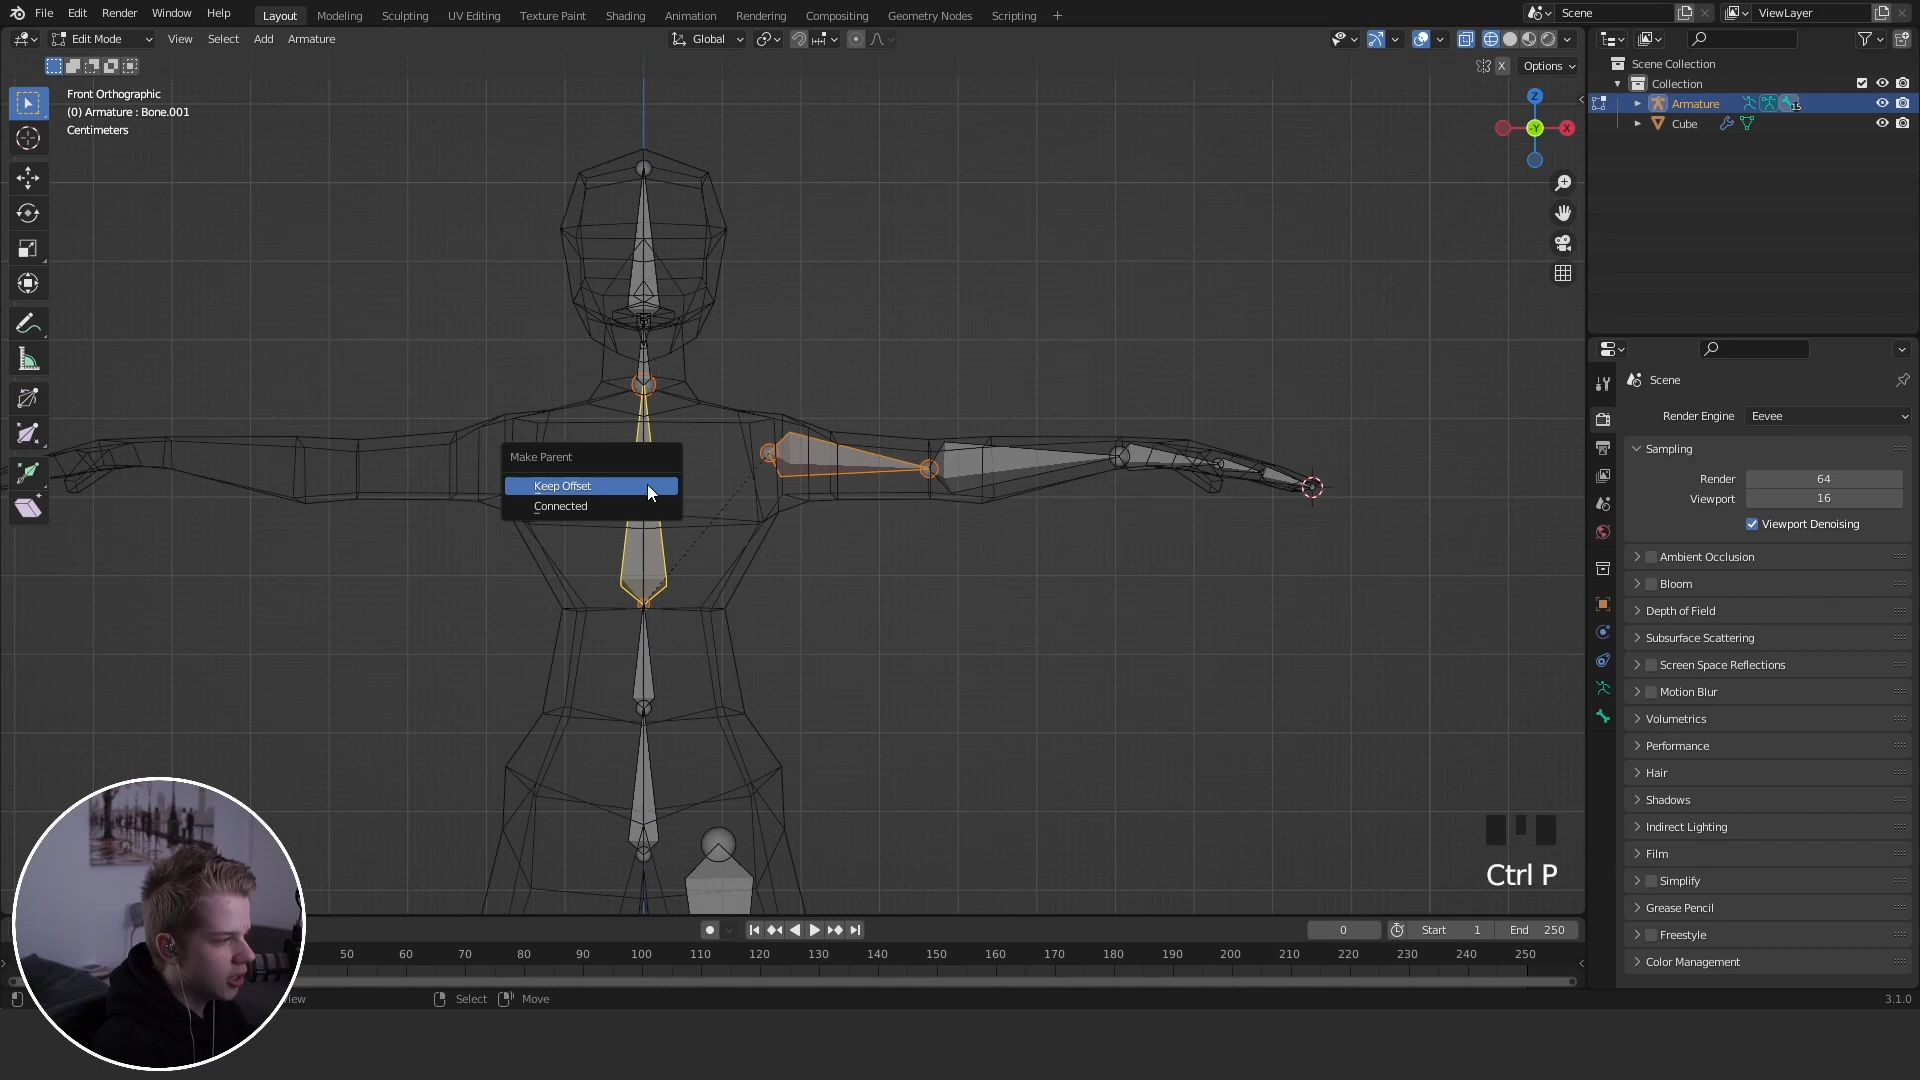 File Edit Render Window Help Layout Modeling Sculpting UV Editing Texture Paint Shading Animation Rendering Compositing Geometry Nodes Scripting + Scene ViewLayer
Edit Mode View Select Add Armature Global
X Options
Front Orthographic
(0) Armature : Bone.001
Centimeters
Z
-Y
X
Make Parent
Keep Offset
Connected
Ctrl P
Scene Collection
Collection
Armature 15
Cube
Scene
Render Engine Eevee
Sampling
Render 64
Viewport 16
Viewport Denoising
Ambient Occlusion
Bloom
Depth of Field
Subsurface Scattering
Screen Space Reflections
Motion Blur
Volumetrics
Performance
Hair
Shadows
Indirect Lighting
Film
Simplify
Grease Pencil
Freestyle
Color Management
0 Start 1 End 250
50 60 70 80 90 100 110 120 130 140 150 160 170 180 190 200 210 220 230 240 250
Select Move 3.1.0